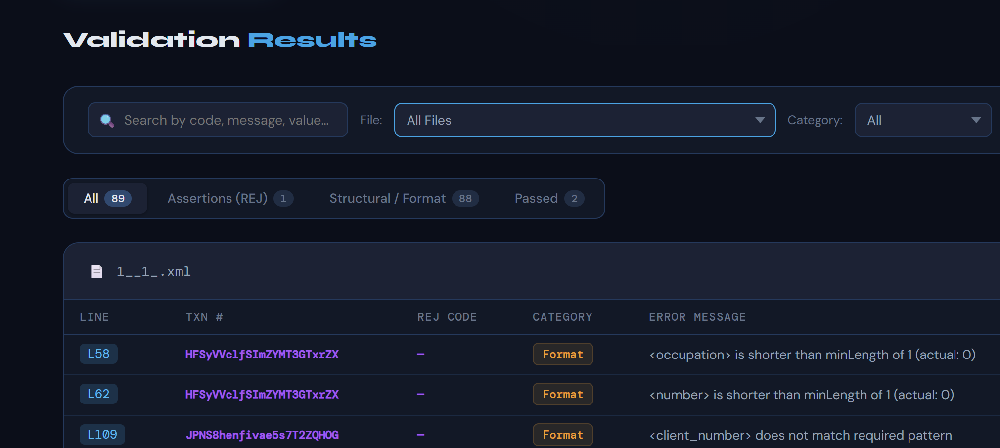 Validation Results
Search by code, message, value... File: All Files Category: All
All 89 Assertions (REJ) 1 Structural / Format 88 Passed 2
1__1_.xml
LINE TXN # REJ CODE CATEGORY ERROR MESSAGE
L58 HFSyVVclfSImZYMT3GTxrZX — Format <occupation> is shorter than minLength of 1 (actual: 0)
L62 HFSyVVclfSImZYMT3GTxrZX — Format <number> is shorter than minLength of 1 (actual: 0)
L109 JPNS8henfivae5s7T2ZQHOG — Format <client_number> does not match required pattern